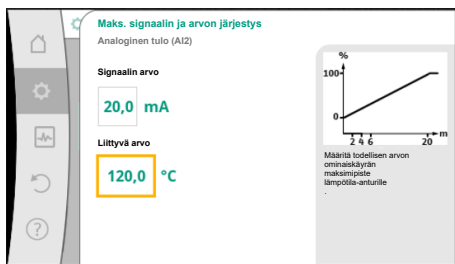 Maks. signaalin ja arvon järjestys
Analoginen tulo (AI2)
Signaalin arvo
20,0 mA
Liittyvä arvo
120,0 °C
%
100
0
2 4 6 20
m
Määritä todellisen arvon
ominaiskäyrän
maksimipiste
lämpötila-anturille
.
?